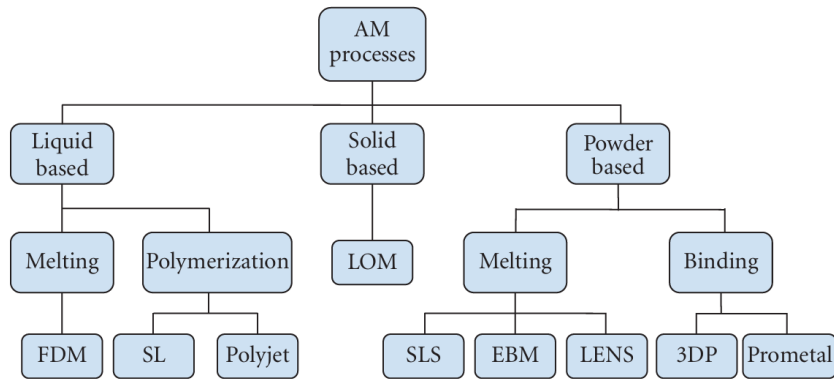 AM
processes
Liquid
based
Solid
based
Powder
based
Melting
Polymerization
LOM
Melting
Binding
FDM
SL
Polyjet
SLS
EBM
LENS
3DP
Prometall